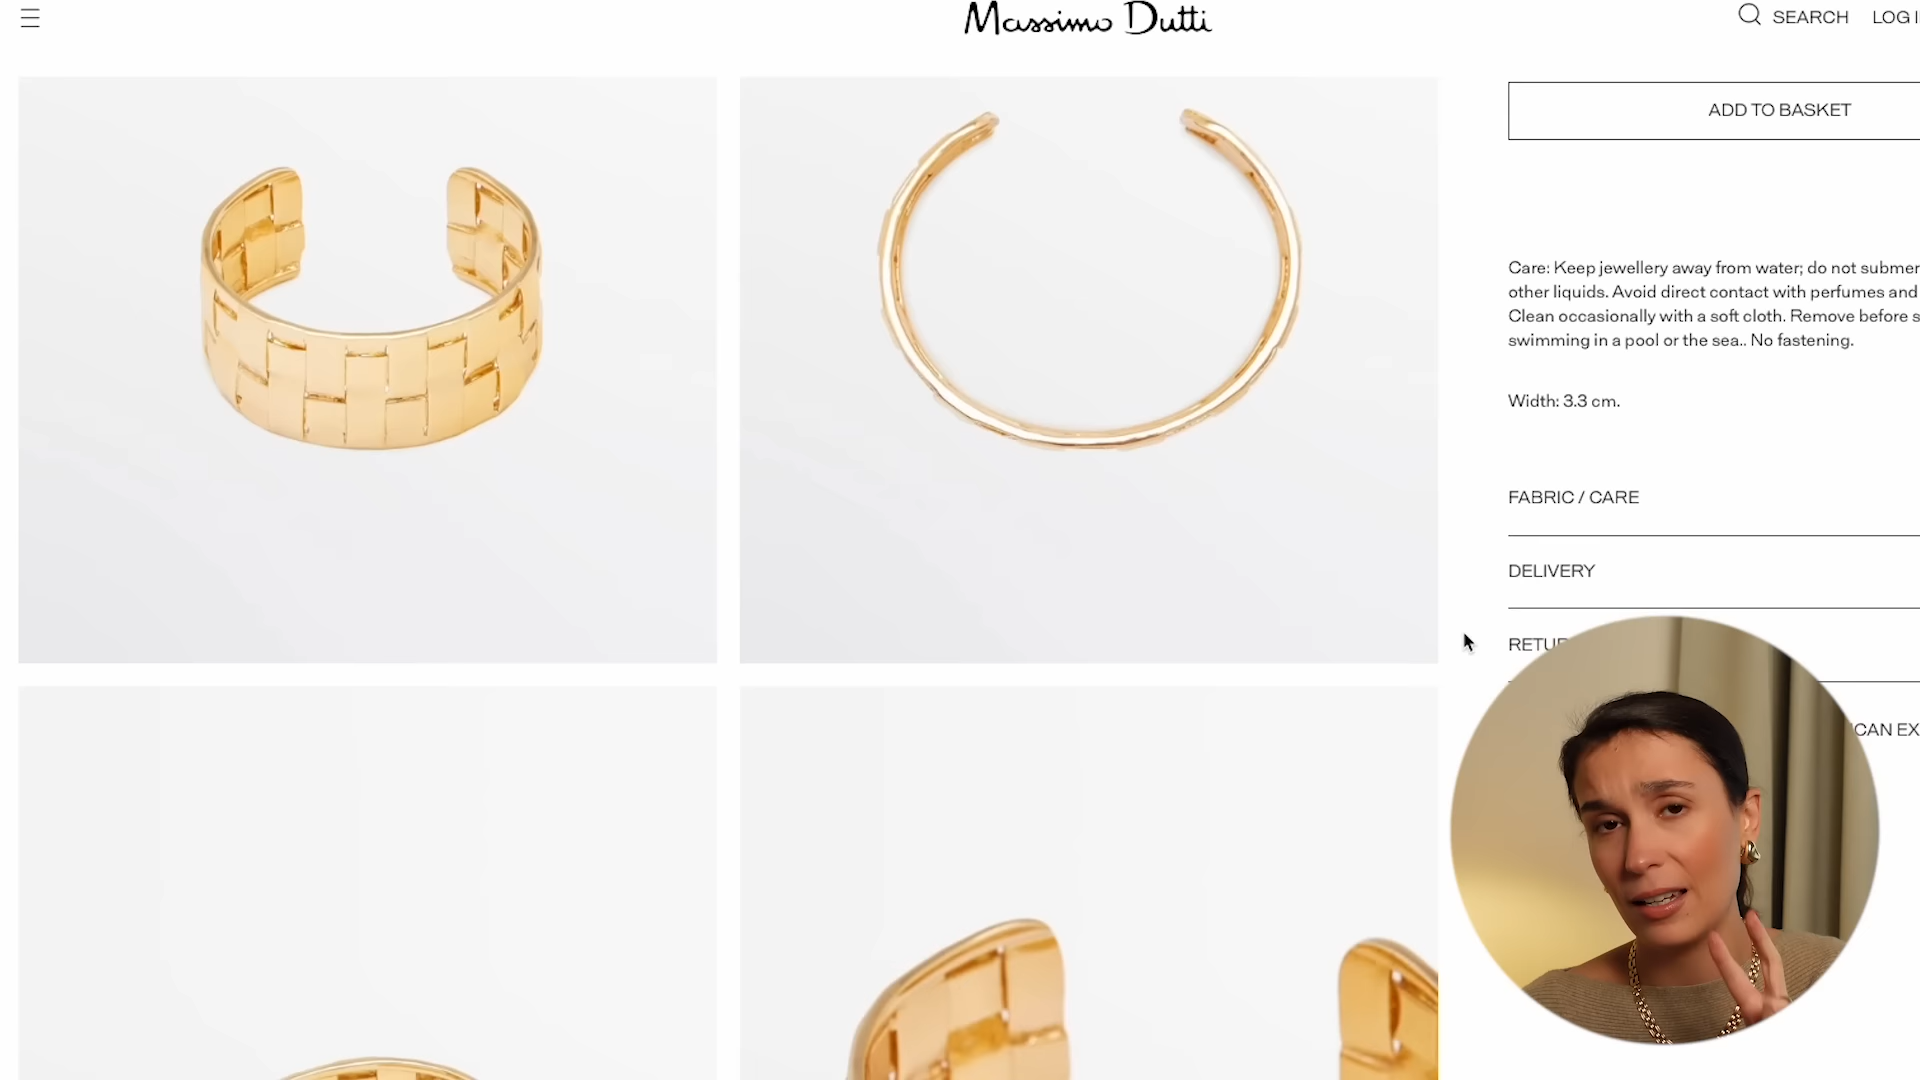 Massimo Dutti
SEARCH
LOG
ADD TO BASKET
Care: Keep jewellery away from water; do not
other liquids. Avoid direct contact with perfumes and
Clean occasionally with a soft cloth. Remove before
swimming in a pool or the sea.. No fastening.
Width: 3.3 cm.
FABRIC / CARE
DELIVERY